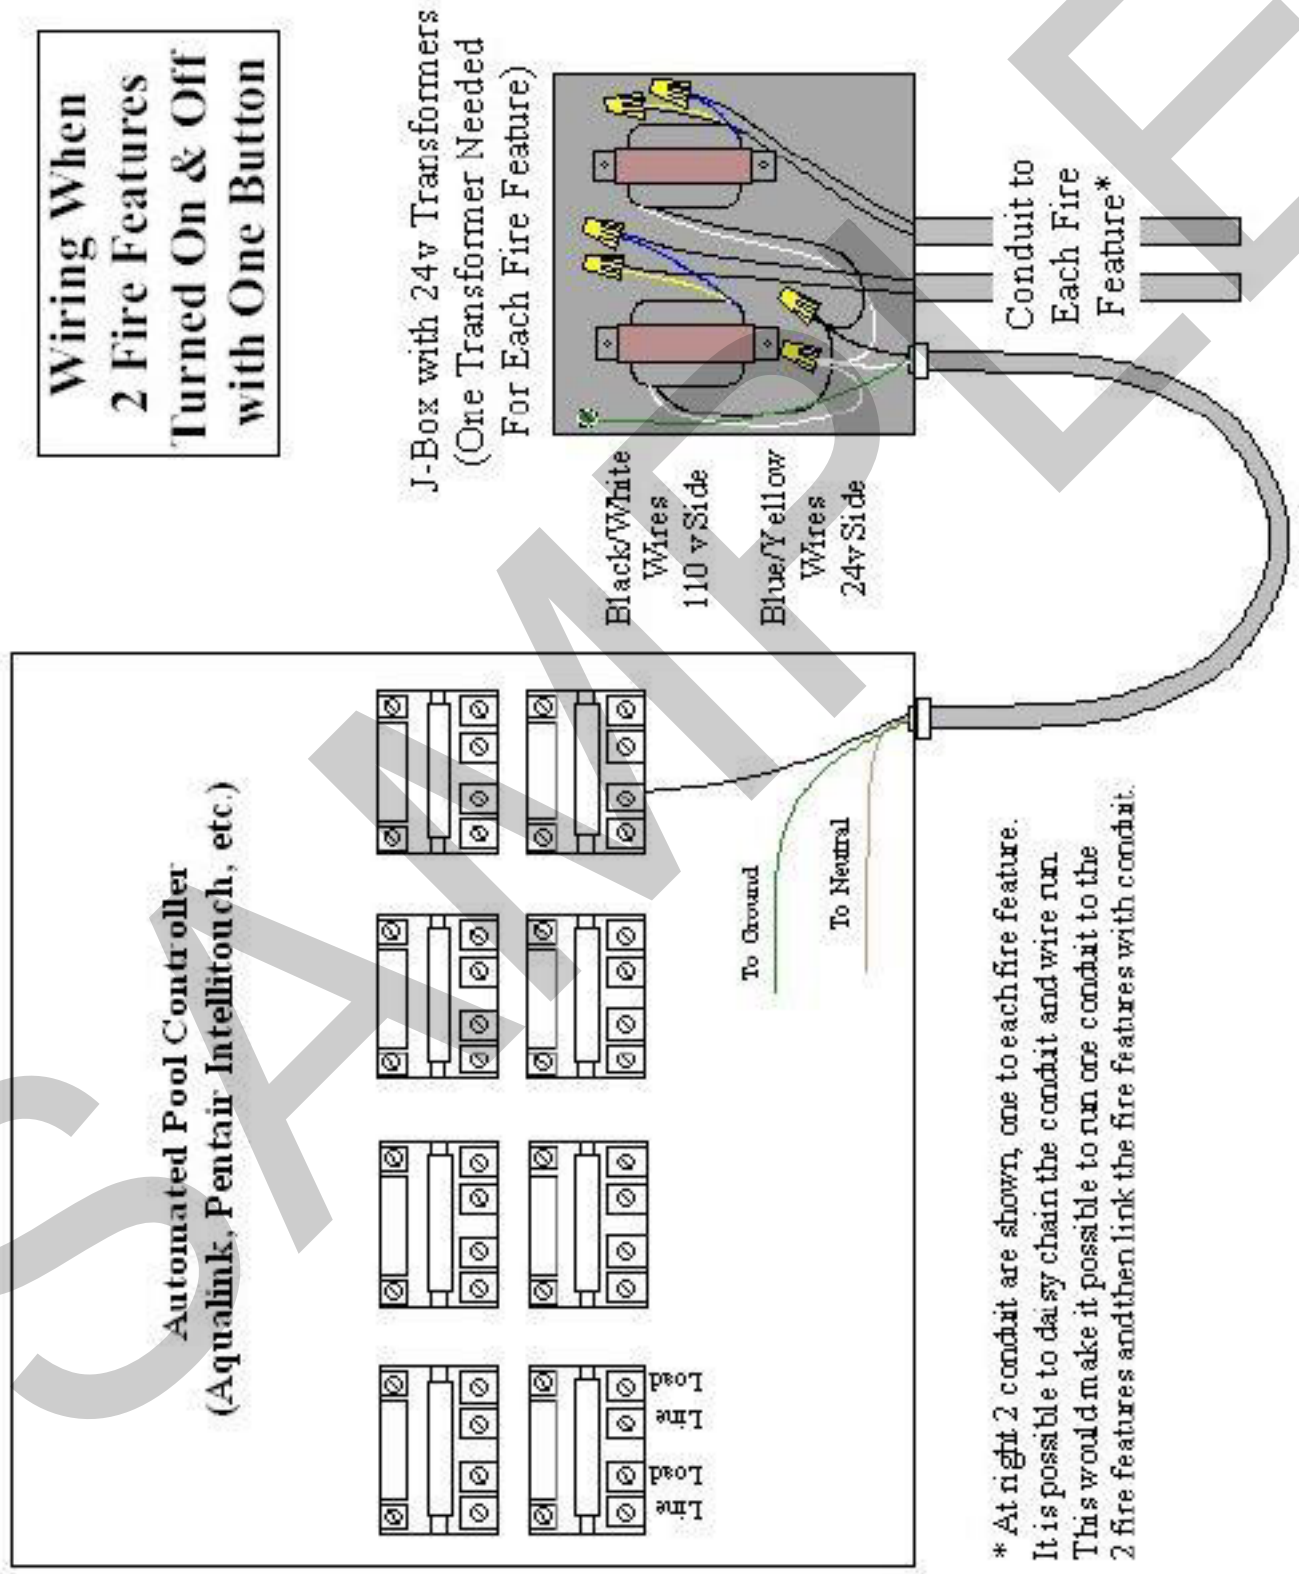 Wiring When
2 Fire Features
Turned On & Off
with One Button
Automated Pool Controller
(Aqualink, Pentair Intellitouch, etc.)
J-Box with 24v Transformers
(One Transformer Needed
For Each Fire Feature)
Black/White
Wires
110 v Side
Blue/Yellow
Wires
24v Side
Conduit to
Each Fire
Feature*
To Ground
To Neutral
Line
Load
Line
Load
* At right 2 conduit are shown, one to each fire feature.
It is possible to daisy chain the conduit and wire run.
This would make it possible to run one conduit to the
2 fire features and then link the fire features with conduit.
SAMPLE